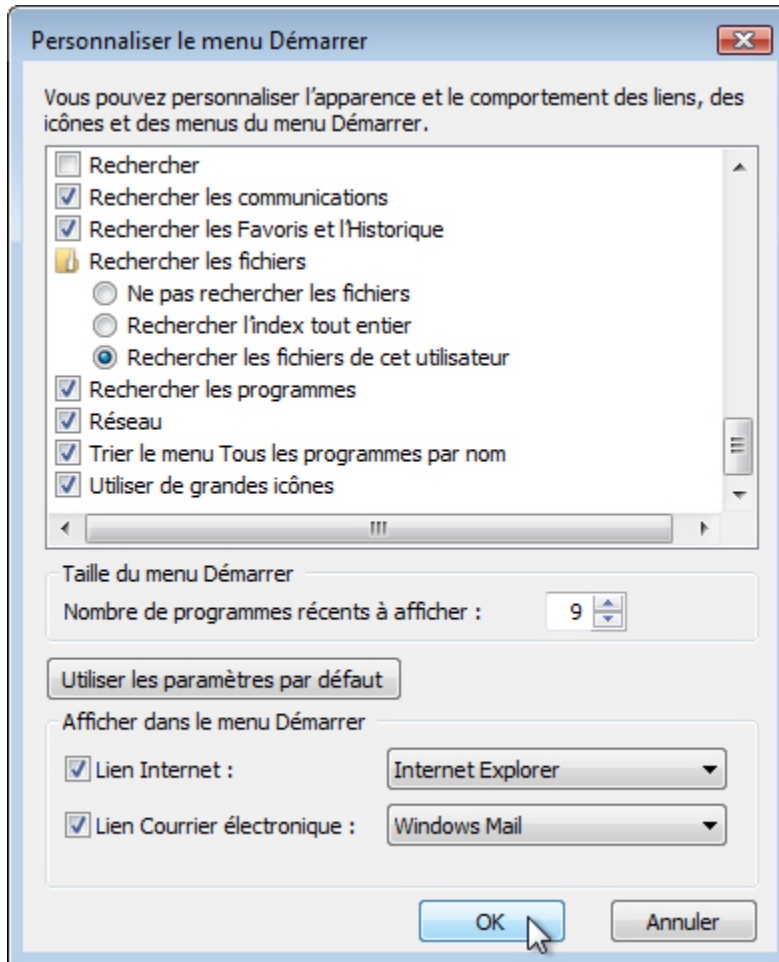 Personnaliser le menu Démarrer
Vous pouvez personnaliser l'apparence et le comportement des liens, des
icônes et des menus du menu Démarrer.
Rechercher
Rechercher les communications
Rechercher les Favoris et l'Historique
Rechercher les fichiers
Ne pas rechercher les fichiers
Rechercher l'index tout entier
Rechercher les fichiers de cet utilisateur
Rechercher les programmes
Réseau
Trier le menu Tous les programmes par nom
Utiliser de grandes icônes
Taille du menu Démarrer
Nombre de programmes récents à afficher : 9
Utiliser les paramètres par défaut
Afficher dans le menu Démarrer
Lien Internet : Internet Explorer
Lien Courrier électronique : Windows Mail
OK Annuler